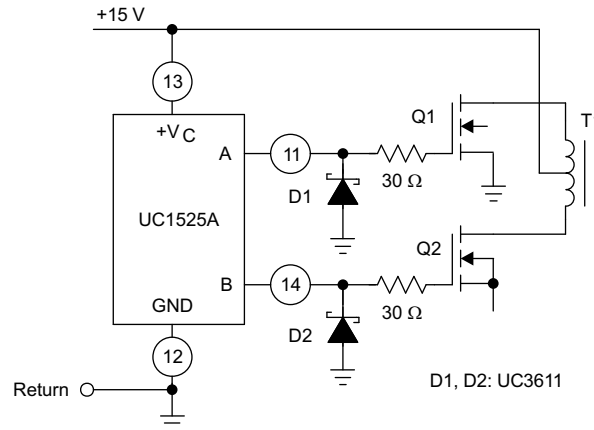 +15 V
13
+VC
A
11
Q1
T
D1
30 Ω
UC1525A
Q2
B
14
GND
30 Ω
D2
12
D1, D2: UC3611
Return